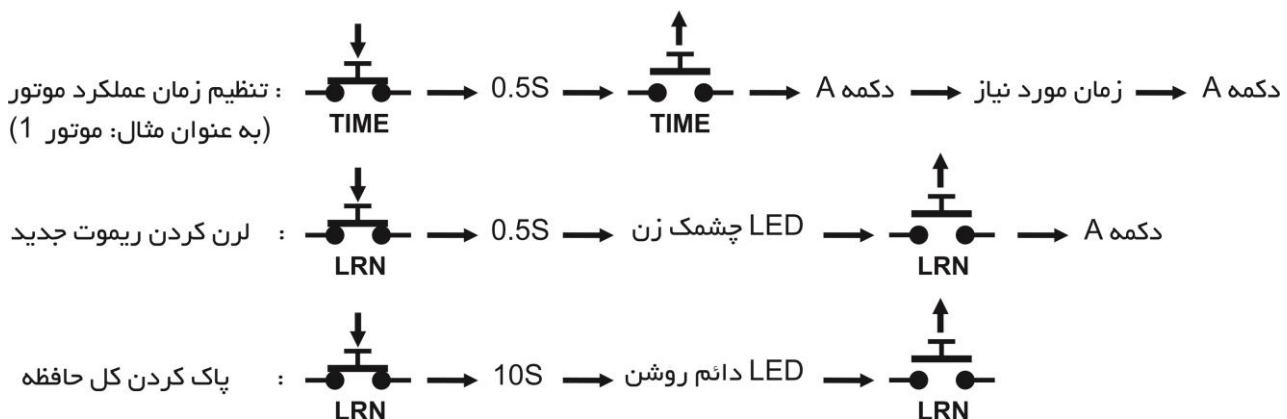 تنظیم زمان عملکرد موتور : 0.5S دکمه A زمان مورد نیاز دکمه A
(به عنوان مثال: موتور 1) TIME TIME
لرن کردن ریموت جدید : 0.5S LED چشمک زن دکمه A
LRN LRN
پاک کردن کل حافظه : 10S LED دائم روشن
LRN LRN